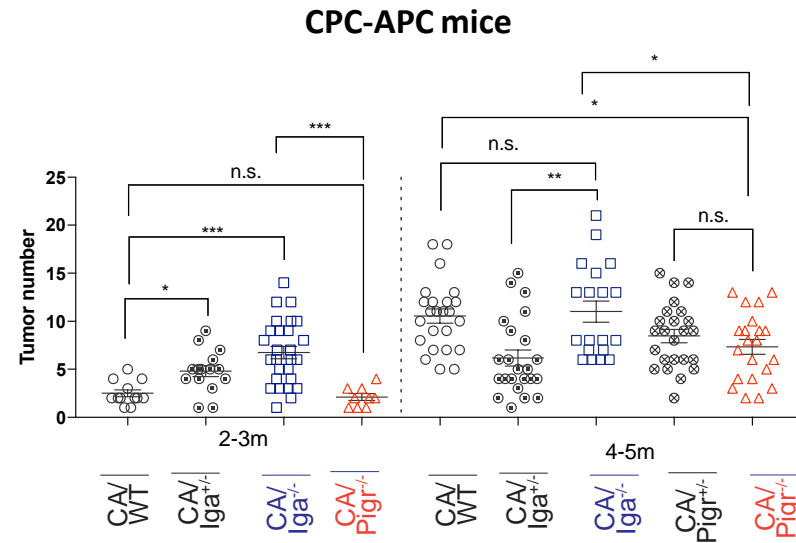 CPC-APC mice
*
*
***
n.s.
n.s.
**
***
n.s.
*
Tumor number
25
20
15
10
5
0
2-3m
4-5m
CA/
WT
CA/
Iga+/-
CA/
Iga-/-
CA/
Pigr-/-
CA/
WT
CA/
Iga+/-
CA/
Iga-/-
CA/
Pigr+/-
CA/
Pigr-/-